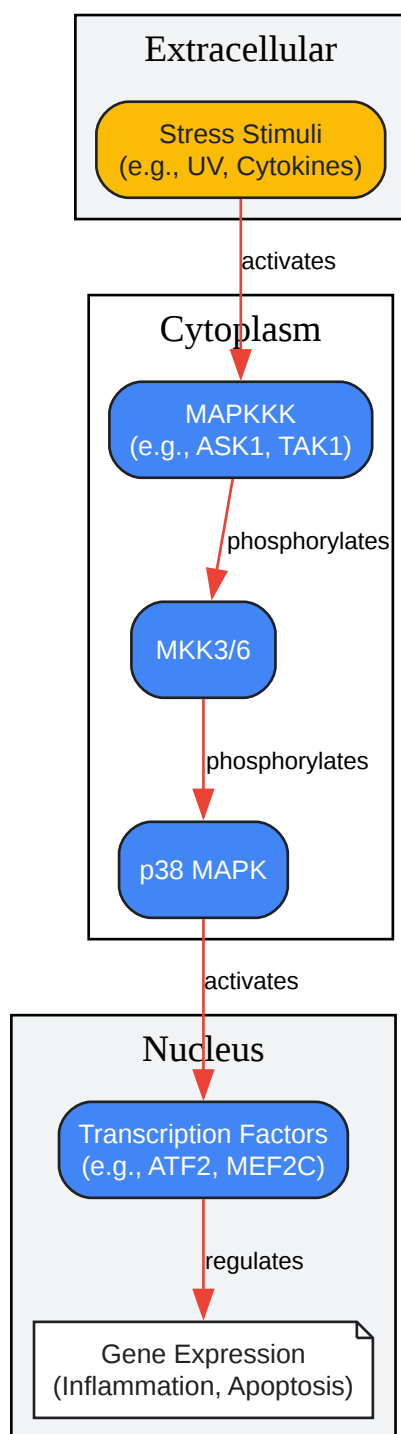 Extracellular
Stress Stimuli
(e.g., UV, Cytokines)
activates
Cytoplasm
MAPKKK
(e.g., ASK1, TAK1)
phosphorylates
MKK3/6
phosphorylates
p38 MAPK
activates
Nucleus
Transcription Factors
(e.g., ATF2, MEF2C)
regulates
Gene Expression
(Inflammation, Apoptosis)